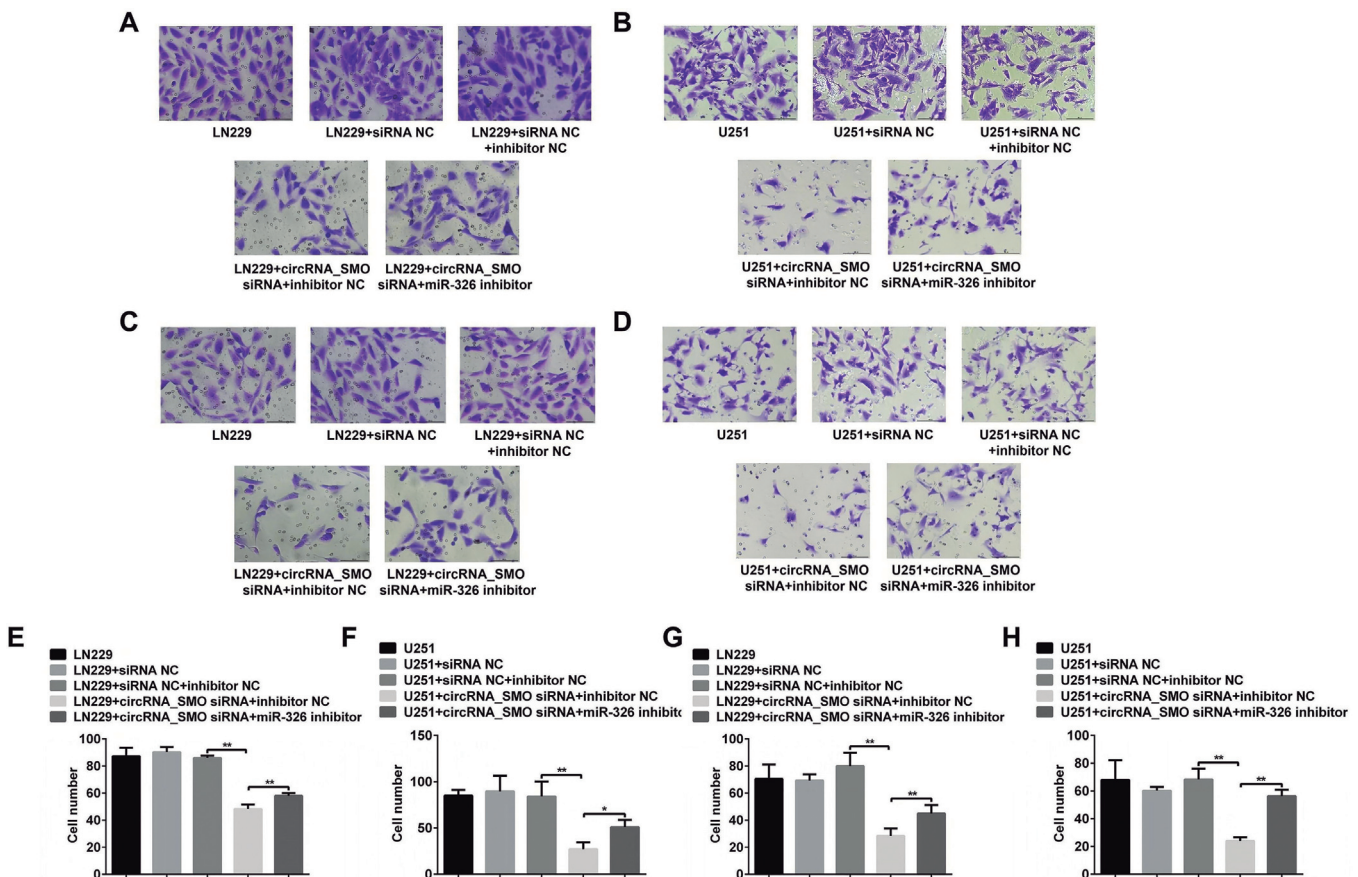 A
B
LN229
LN229+siRNA NC
LN229+siRNA NC
+inhibitor NC
U251
U251+siRNA NC
U251+siRNA NC
+inhibitor NC
LN229+circRNA_SMO
siRNA+inhibitor NC
LN229+circRNA_SMO
siRNA+miR-326 inhibitor
U251+circRNA_SMO
siRNA+inhibitor NC
U251+circRNA_SMO
siRNA+miR-326 inhibitor
C
D
LN229
LN229+siRNA NC
LN229+siRNA NC
+inhibitor NC
U251
U251+siRNA NC
U251+siRNA NC
+inhibitor NC
LN229+circRNA_SMO
siRNA+inhibitor NC
LN229+circRNA_SMO
siRNA+miR-326 inhibitor
U251+circRNA_SMO
siRNA+inhibitor NC
U251+circRNA_SMO
siRNA+miR-326 inhibitor
E
LN229
LN229+siRNA NC
LN229+siRNA NC+inhibitor NC
LN229+circRNA_SMO siRNA+inhibitor NC
LN229+circRNA_SMO siRNA+miR-326 inhibitor
Cell number
100
80
60
40
20
0
**
**
F
U251
U251+siRNA NC
U251+siRNA NC+inhibitor NC
U251+circRNA_SMO siRNA+inhibitor NC
U251+circRNA_SMO siRNA+miR-326 inhibito
Cell number
150
100
50
0
**
*
G
LN229
LN229+siRNA NC
LN229+siRNA NC+inhibitor NC
LN229+circRNA_SMO siRNA+inhibitor NC
LN229+circRNA_SMO siRNA+miR-326 inhibitor
Cell number
100
80
60
40
20
0
**
**
H
U251
U251+siRNA NC
U251+siRNA NC+inhibitor NC
U251+circRNA_SMO siRNA+inhibitor NC
U251+circRNA_SMO siRNA+miR-326 inhibitor
Cell number
100
80
60
40
20
0
**
**